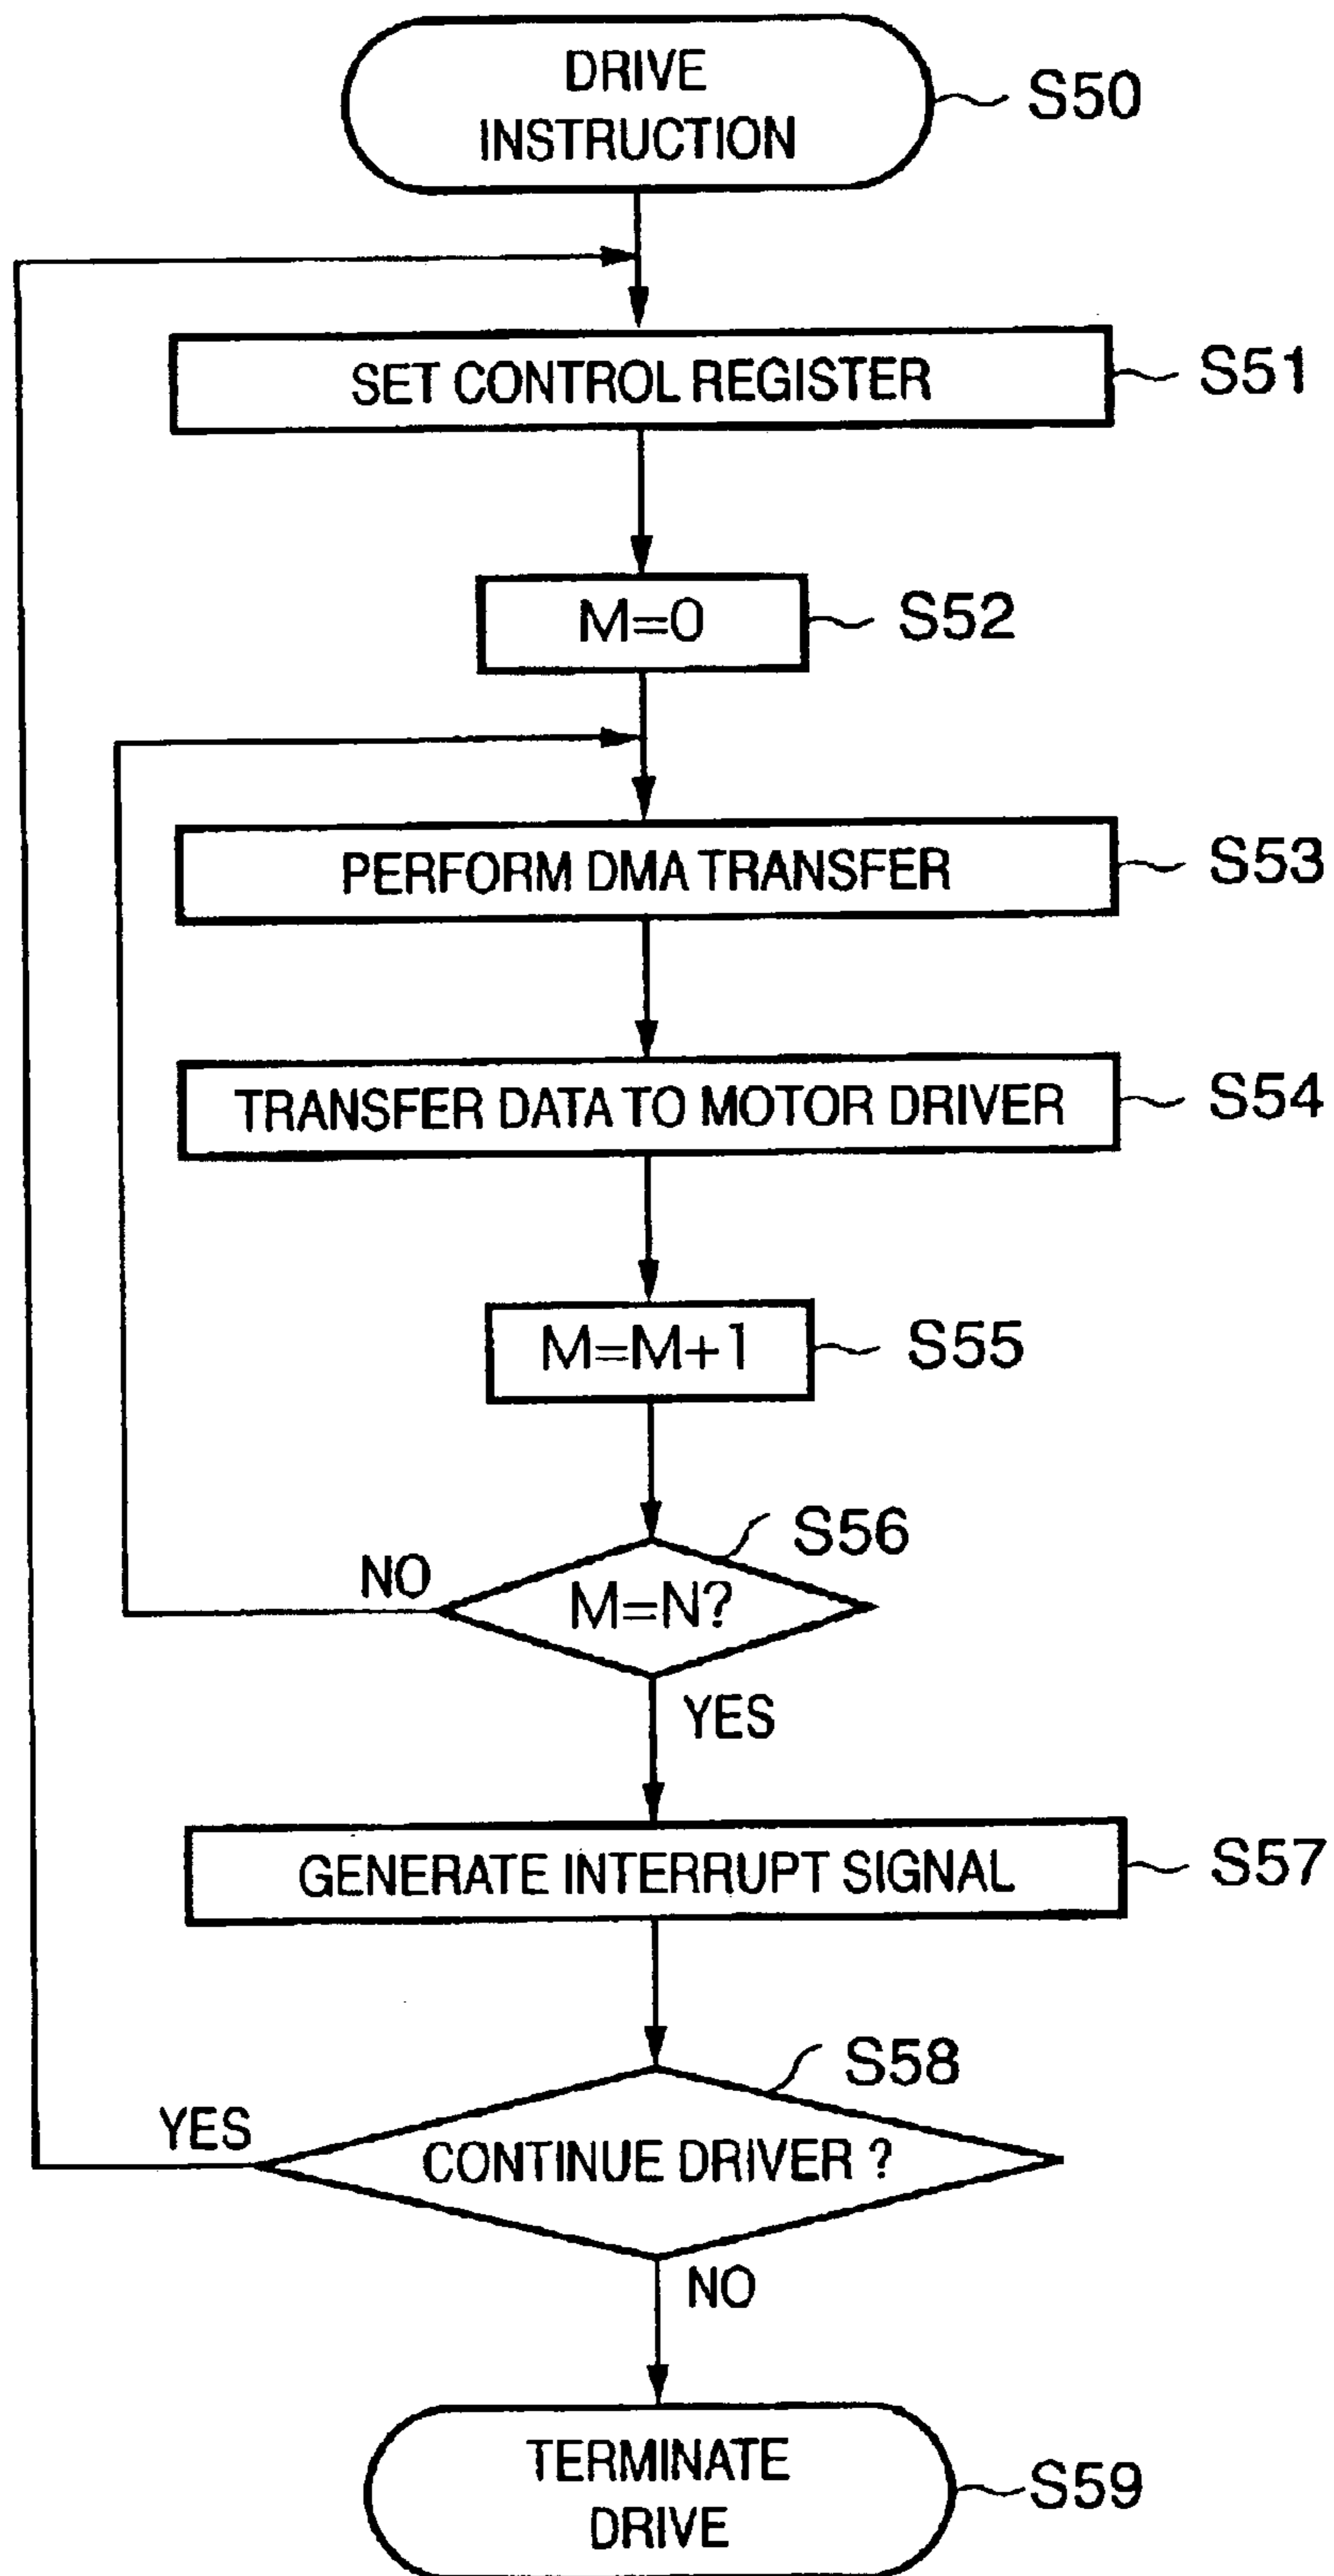 DRIVE
INSTRUCTION
S50
SET CONTROL REGISTER
S51
M=0
S52
PERFORM DMA TRANSFER
S53
TRANSFER DATA TO MOTOR DRIVER
S54
M=M+1
S55
S56
NO
M=N?
YES
GENERATE INTERRUPT SIGNAL
S57
S58
YES
CONTINUE DRIVER ?
NO
TERMINATE
DRIVE
S59